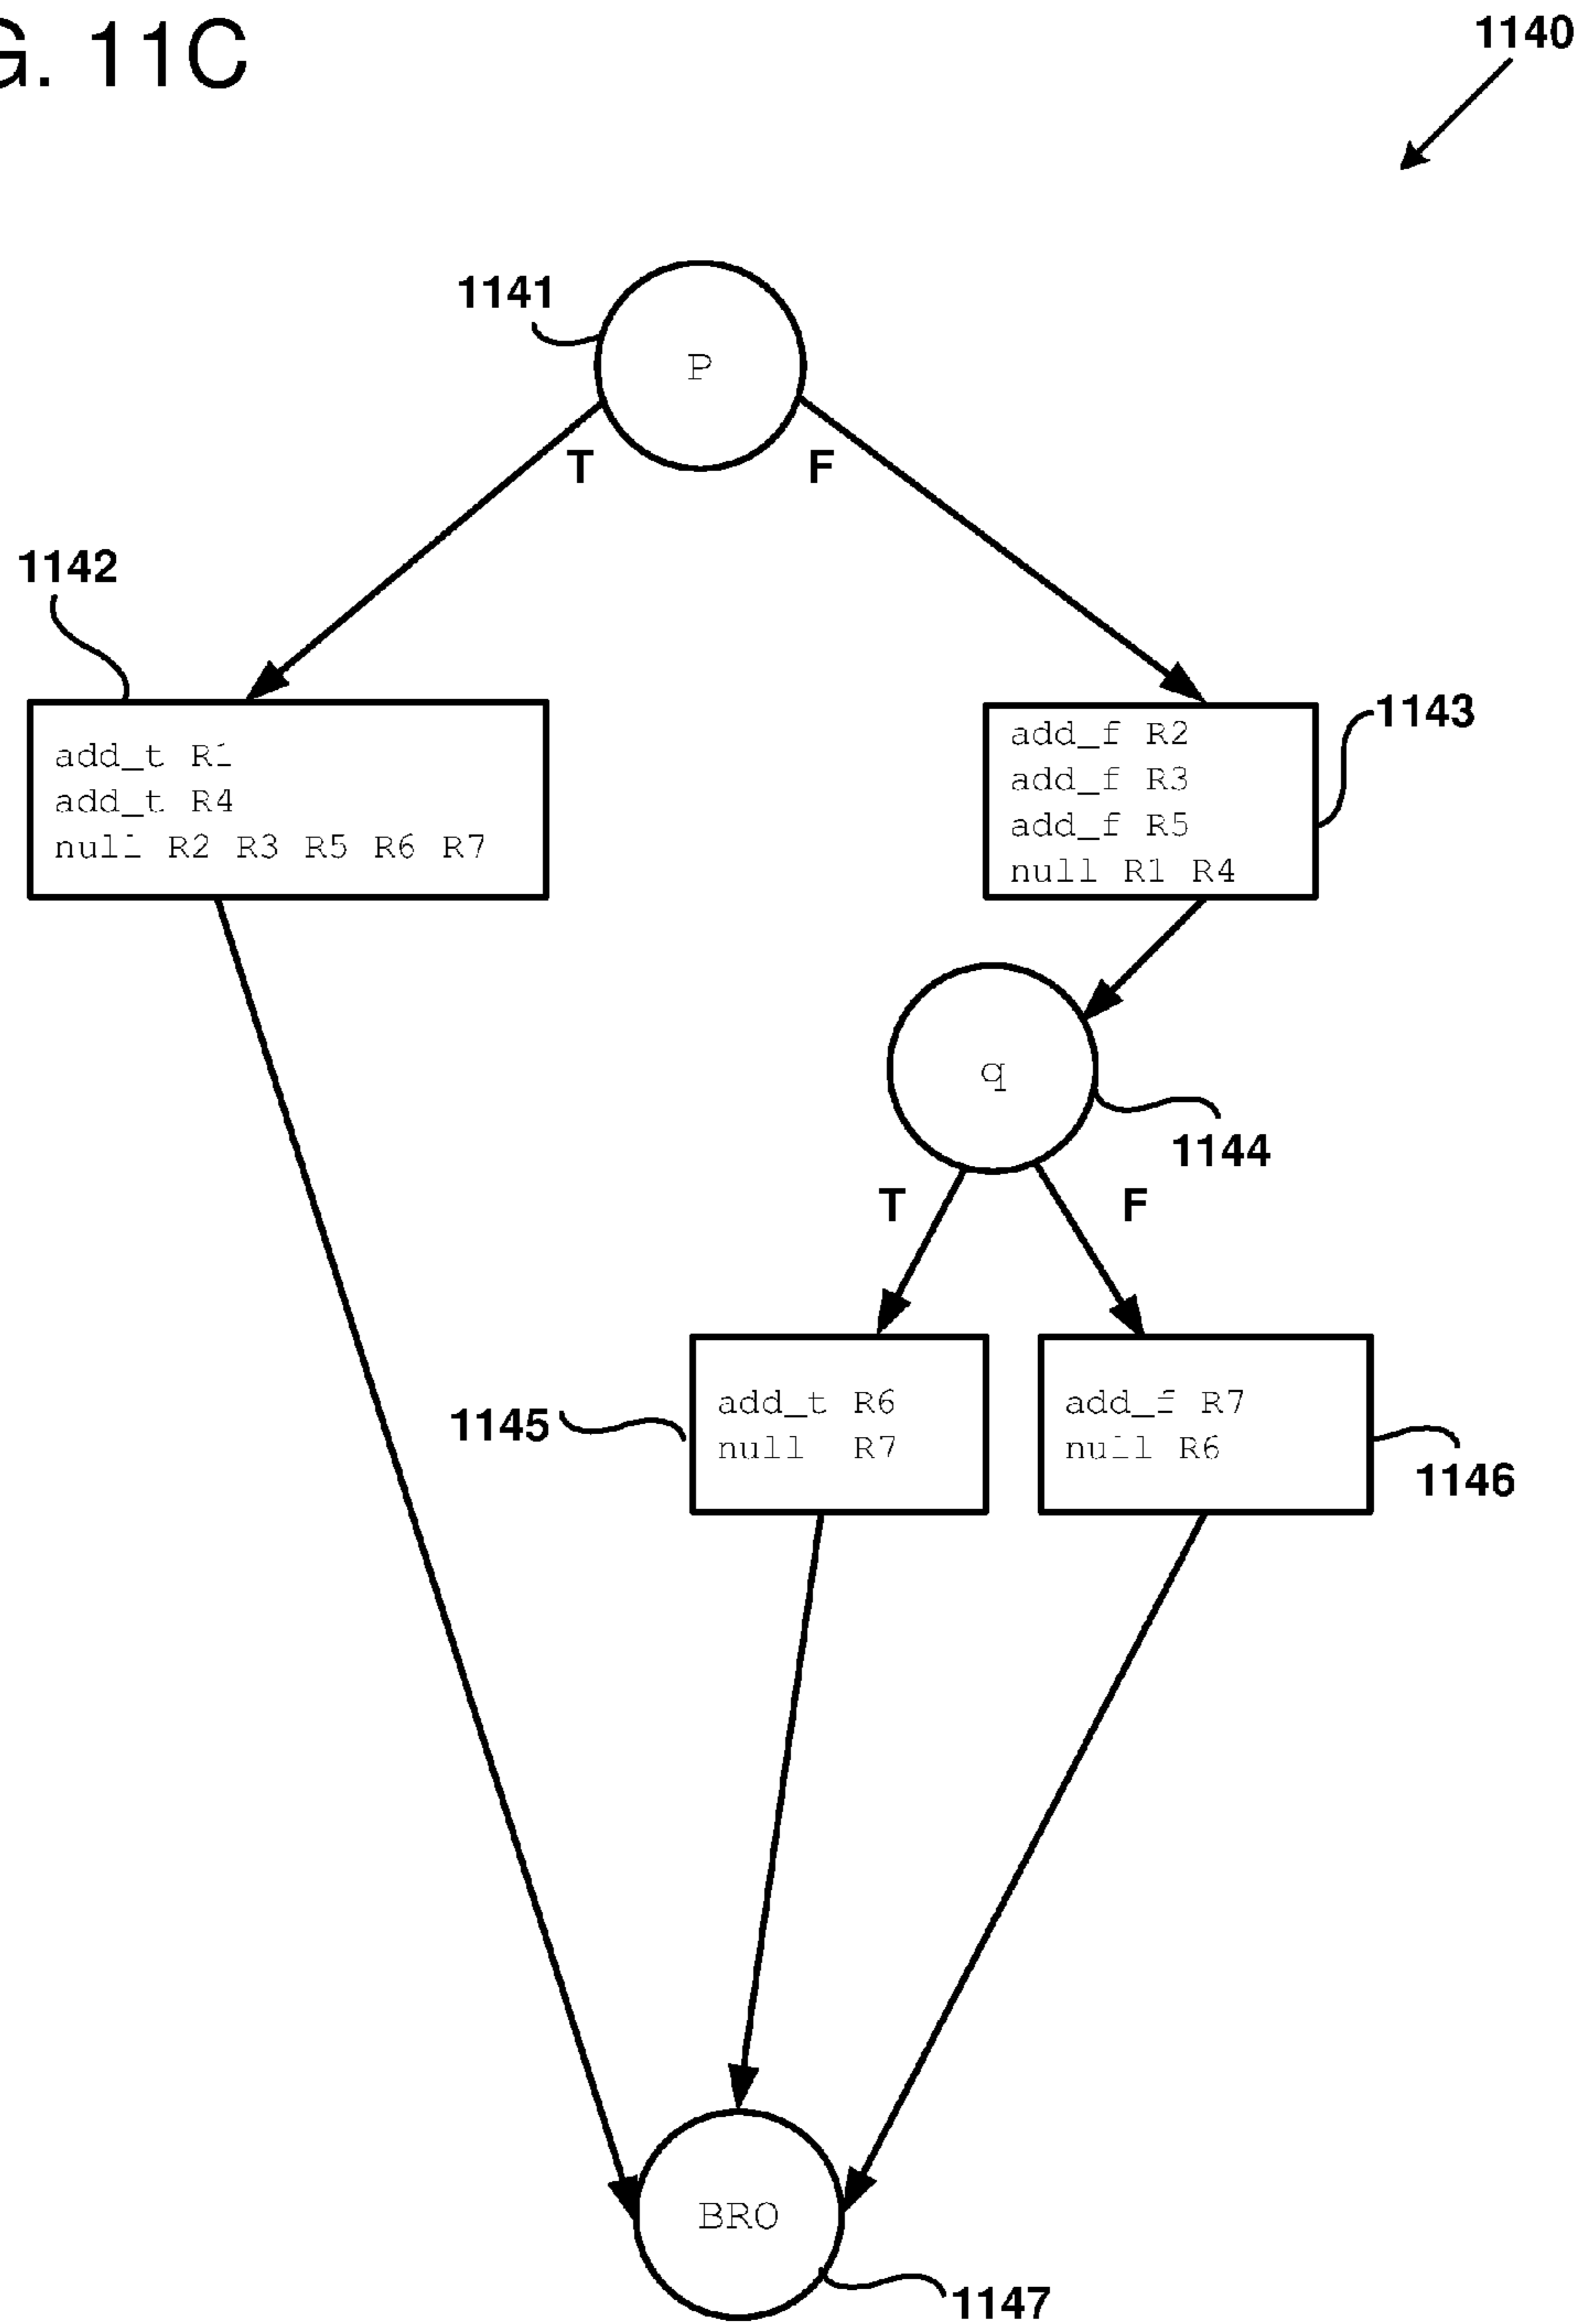 G. 11C
1140
1141
P
T
F
1142
1143
add_t R1
add_t R4
null R2 R3 R5 R6 R7
add_f R2
add_f R3
add_f R5
null R1 R4
q
1144
T
F
1145
add_t R6
null R7
add_f R7
null R6
1146
BRO
1147